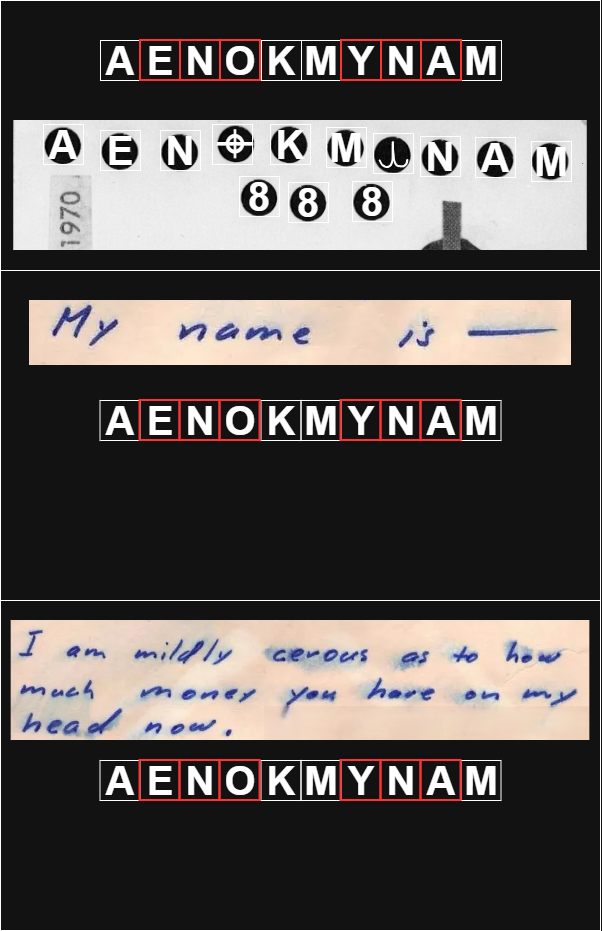 AENOKMYNAM
A E N ⌖ K M N A M
8 8 8
1970
My name is —
AENOKMYNAM
I am mildly cerous as to how
much money you have on my
head now.
AENOKMYNAM